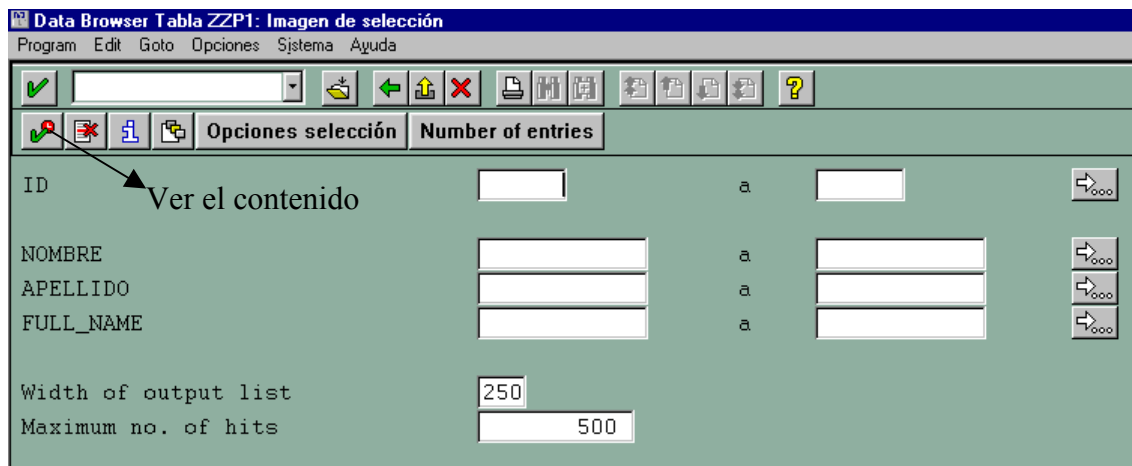 Data Browser Tabla ZZP1: Imagen de selección
Program Edit Goto Opciones Sistema Ayuda
Opciones selección Number of entries
Ver el contenido
ID a
NOMBRE a
APELLIDO a
FULL_NAME a
Width of output list 250
Maximum no. of hits 500